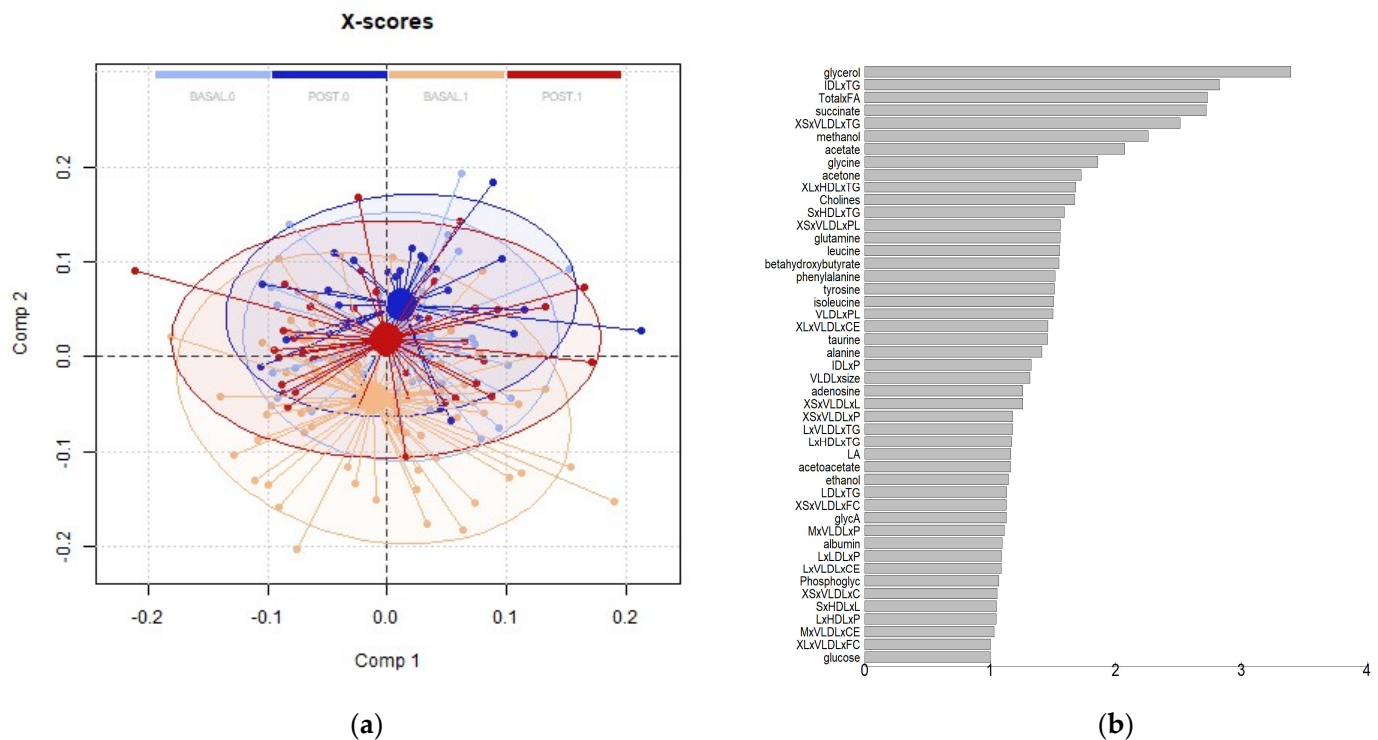 X-scores
BASAL.0 POST.0 BASAL.1 POST.1
0.2
0.1
0.0
-0.1
-0.2
Comp 2
-0.2 -0.1 0.0 0.1 0.2
Comp 1
(a)
glycerol
IDLxTG
TotalxFA
succinate
XSxVLDLxTG
methanol
acetate
glycine
acetone
XLxHDLxTG
Cholines
SxHDLxTG
XSxVLDLxPL
glutamine
leucine
betahydroxybutyrate
phenylalanine
tyrosine
isoleucine
VLDLxPL
XLxVLDLxCE
taurine
alanine
IDLxP
VLDLxsize
adenosine
XSxVLDLxL
XSxVLDLxP
LxVLDLxTG
LxHDLxTG
LA
acetoacetate
ethanol
LDLxTG
XSxVLDLxFC
glycA
MxVLDLxP
albumin
LxLDLxP
LxVLDLxCE
Phosphoglyc
XSxVLDLxC
SxHDLxL
LxHDLxP
MxVLDLxCE
XLxVLDLxFC
glucose
0 1 2 3 4
(b)